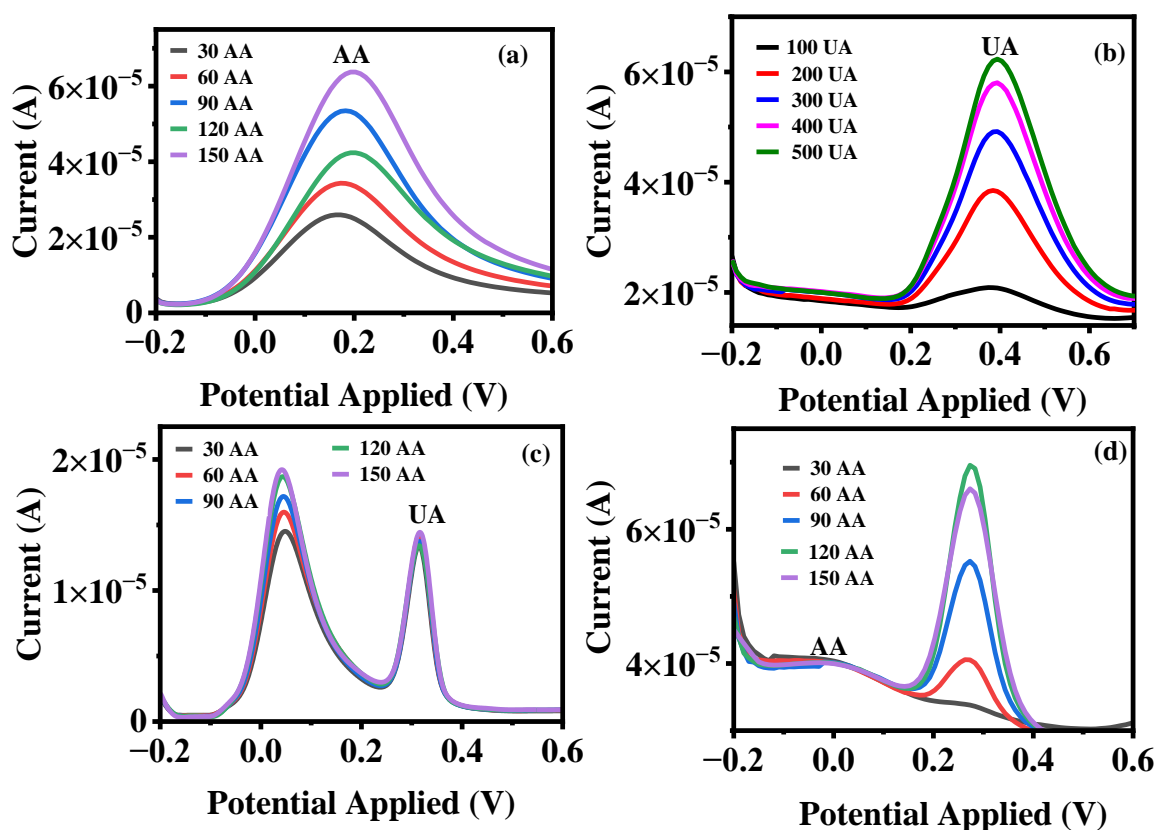 (a)
AA
30 AA
60 AA
90 AA
120 AA
150 AA
6×10⁻⁵
4×10⁻⁵
2×10⁻⁵
0
Current (A)
−0.2 0.0 0.2 0.4 0.6
Potential Applied (V)
(b)
UA
100 UA
200 UA
300 UA
400 UA
500 UA
6×10⁻⁵
4×10⁻⁵
2×10⁻⁵
Current (A)
−0.2 0.0 0.2 0.4 0.6
Potential Applied (V)
(c)
30 AA
60 AA
90 AA
120 AA
150 AA
UA
2×10⁻⁵
1×10⁻⁵
0
Current (A)
−0.2 0.0 0.2 0.4 0.6
Potential Applied (V)
(d)
30 AA
60 AA
90 AA
120 AA
150 AA
AA
6×10⁻⁵
4×10⁻⁵
Current (A)
−0.2 0.0 0.2 0.4 0.6
Potential Applied (V)